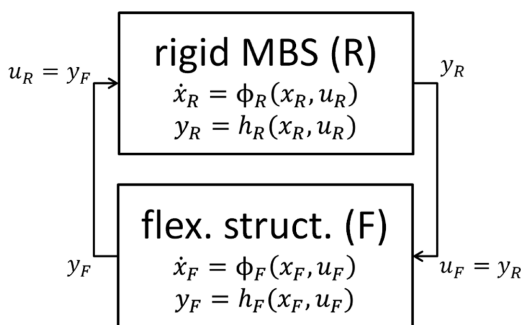 rigid MBS (R)
u_R = y_F
y_R
ẋ_R = ϕ_R(x_R, u_R)
y_R = h_R(x_R, u_R)
flex. struct. (F)
y_F
u_F = y_R
ẋ_F = ϕ_F(x_F, u_F)
y_F = h_F(x_F, u_F)